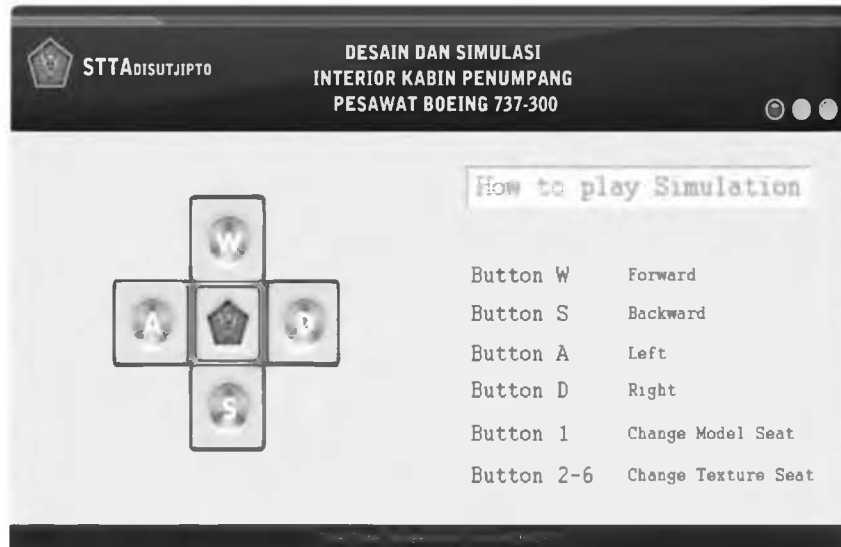 STTADISUTJIPTO
DESAIN DAN SIMULASI
INTERIOR KABIN PENUMPANG
PESAWAT BOEING 737-300
How to play Simulation
W
A
S
Button W Forward
Button S Backward
Button A Left
Button D Right
Button 1 Change Model Seat
Button 2-6 Change Texture Seat